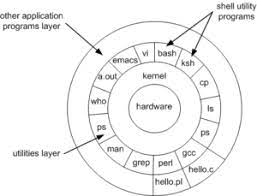 other application
programs layer
shell utility
programs
emacs
vi
bash
ksh
a.out
kernel
cp
who
hardware
ls
ps
ps
utilities layer
man
gcc
grep
perl
hello.c
hello.pl